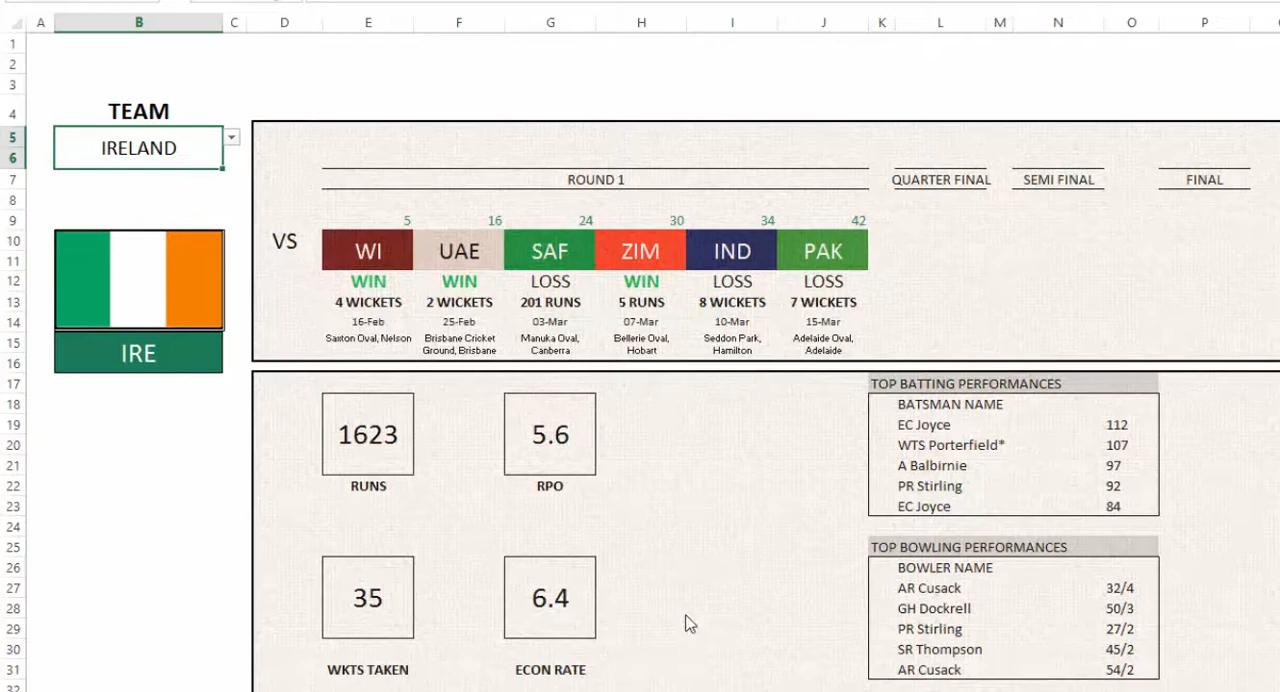 A B C D E F G H I J K L M N O P
1
2
3
4 TEAM
5 IRELAND
6
7 ROUND 1 QUARTER FINAL SEMI FINAL FINAL
8
9 5 16 24 30 34 42
10 VS WI UAE SAF ZIM IND PAK
11
12 WIN WIN LOSS WIN LOSS LOSS
13 4 WICKETS 2 WICKETS 201 RUNS 5 RUNS 8 WICKETS 7 WICKETS
14 16-Feb 25-Feb 03-Mar 07-Mar 10-Mar 15-Mar
15 Saxton Oval, Nelson Brisbane Cricket Manuka Oval, Bellerie Oval, Seddon Park, Adelaide Oval,
Ground, Brisbane Canberra Hobart Hamilton Adelaide
16 IRE
17 TOP BATTING PERFORMANCES
18 BATSMAN NAME
19 EC Joyce 112
20 1623 5.6 WTS Porterfield* 107
21 A Balbirnie 97
22 RUNS RPO PR Stirling 92
23 EC Joyce 84
24
25 TOP BOWLING PERFORMANCES
26 BOWLER NAME
27 AR Cusack 32/4
28 35 6.4 GH Dockrell 50/3
29 PR Stirling 27/2
30 SR Thompson 45/2
31 WKTS TAKEN ECON RATE AR Cusack 54/2
32